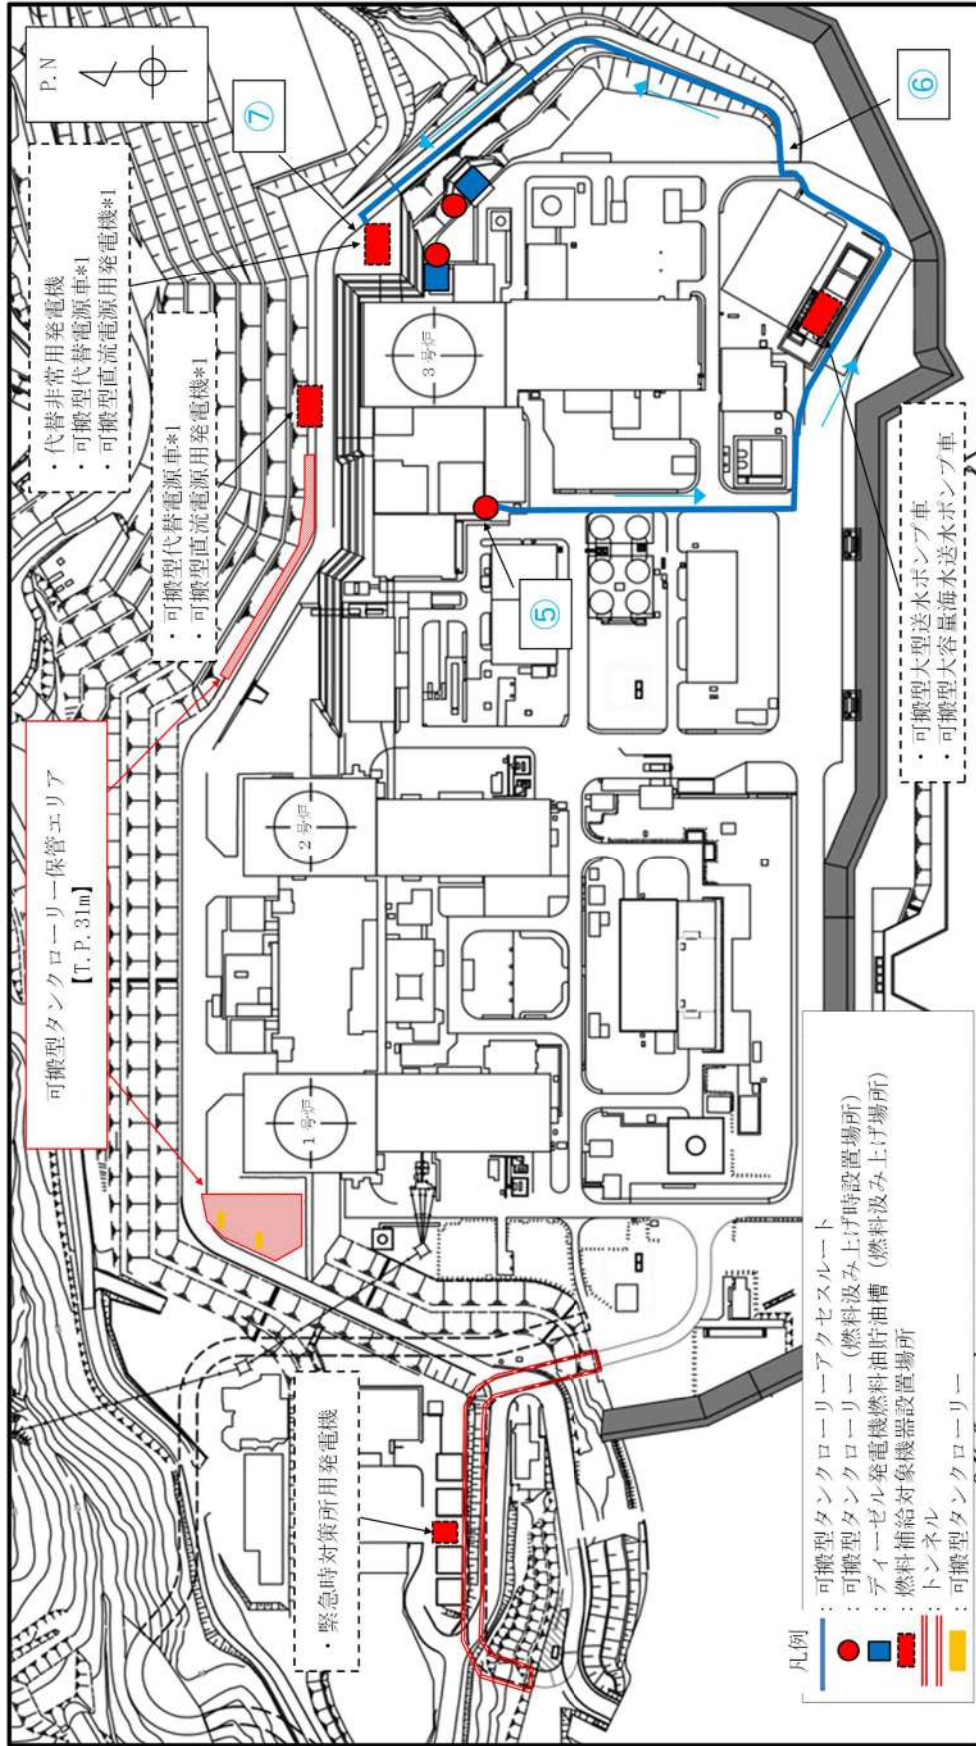 P.N
⑦
⑥
・代替非常用発電機
・可搬型代替電源車*1
・可搬型直流電源用発電機*1
・可搬型代替電源車*1
・可搬型直流電源用発電機*1
可搬型タンクローリー保管エリア
【T.P.31m】
3号炉
2号炉
1号炉
⑤
・緊急時対策所用発電機
・可搬型大型送水ポンプ車
・可搬型大容量海水送水ポンプ車
凡例
：可搬型タンクローリーアクセスルート
：可搬型タンクローリー（燃料汲み上げ時設置場所）
：ディーゼル発電機燃料油貯油槽（燃料汲み上げ場所）
：燃料補給対象機器設置場所
：トンネル
：可搬型タンクローリー